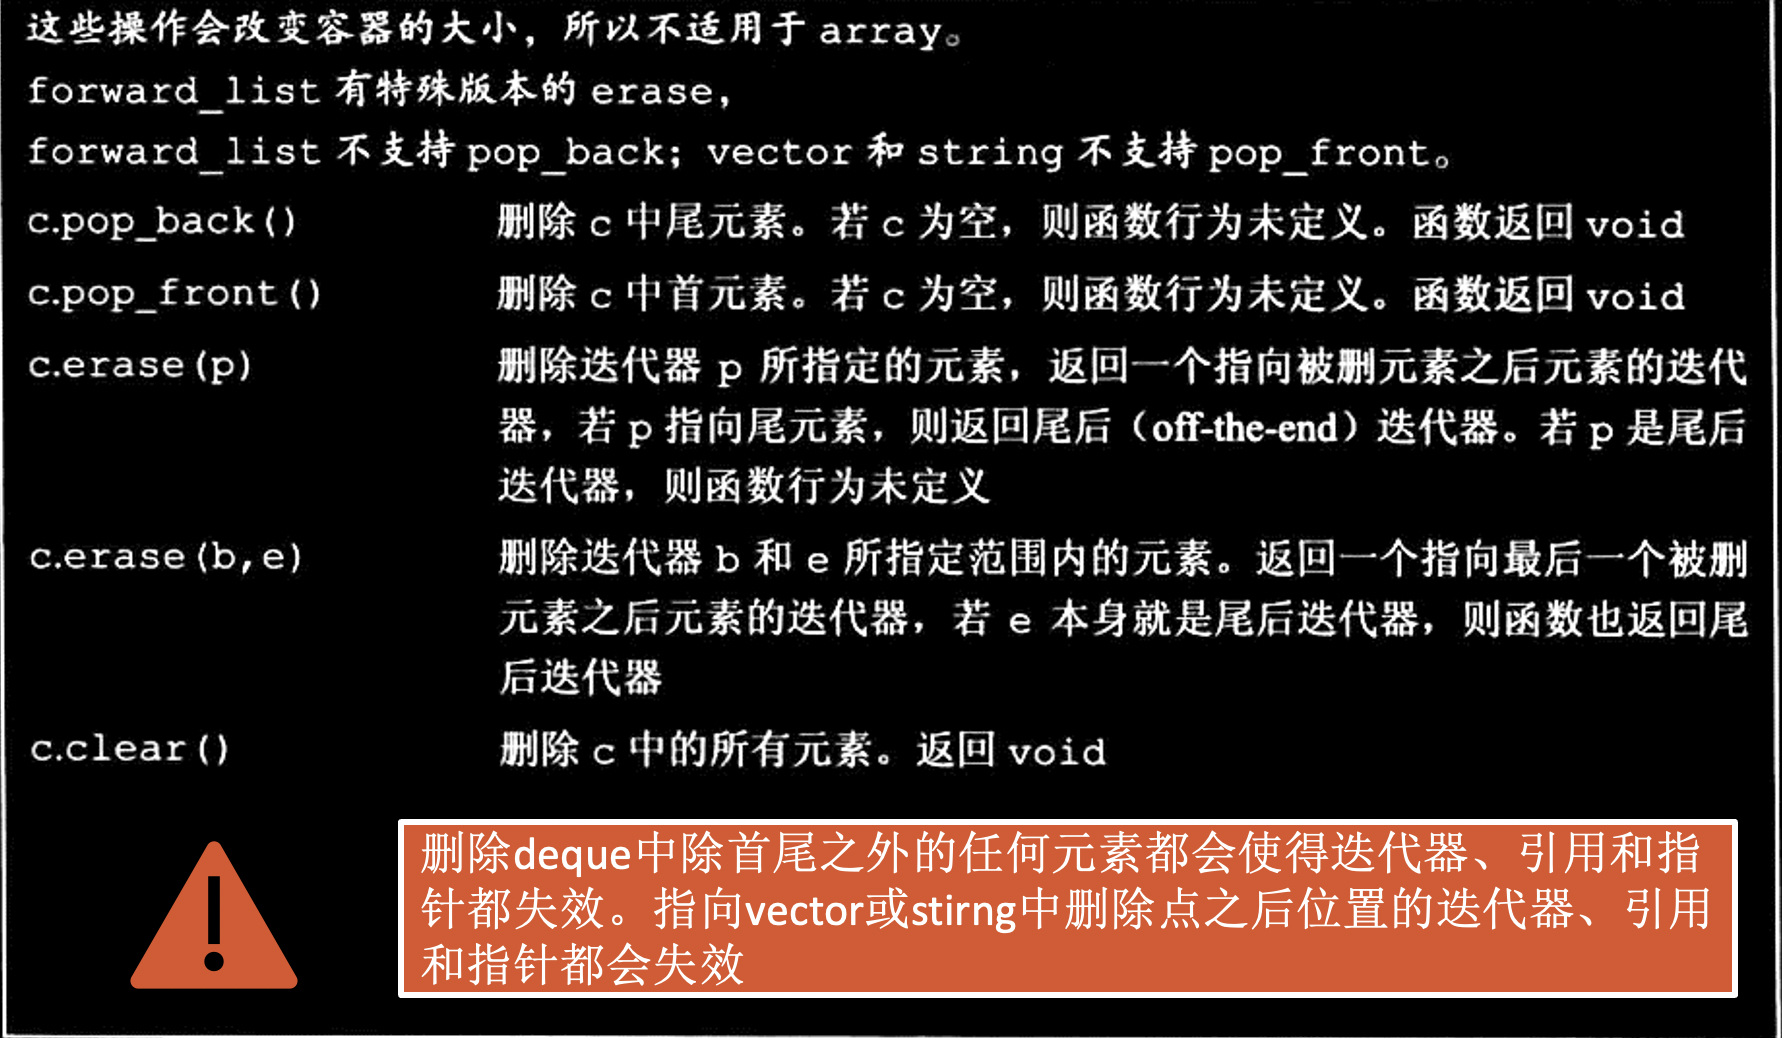 这些操作会改变容器的大小，所以不适用于 array。
forward_list 有特殊版本的 erase，
forward_list 不支持 pop_back；vector 和 string 不支持 pop_front。
c.pop_back() 删除 c 中尾元素。若 c 为空，则函数行为未定义。函数返回 void
c.pop_front() 删除 c 中首元素。若 c 为空，则函数行为未定义。函数返回 void
c.erase(p) 删除迭代器 p 所指定的元素，返回一个指向被删元素之后元素的迭代
器，若 p 指向尾元素，则返回尾后（off-the-end）迭代器。若 p 是尾后
迭代器，则函数行为未定义
c.erase(b,e) 删除迭代器 b 和 e 所指定范围内的元素。返回一个指向最后一个被删
元素之后元素的迭代器，若 e 本身就是尾后迭代器，则函数也返回尾
后迭代器
c.clear() 删除 c 中的所有元素。返回 void
删除deque中除首尾之外的任何元素都会使得迭代器、引用和指
针都失效。指向vector或stirng中删除点之后位置的迭代器、引用
和指针都会失效